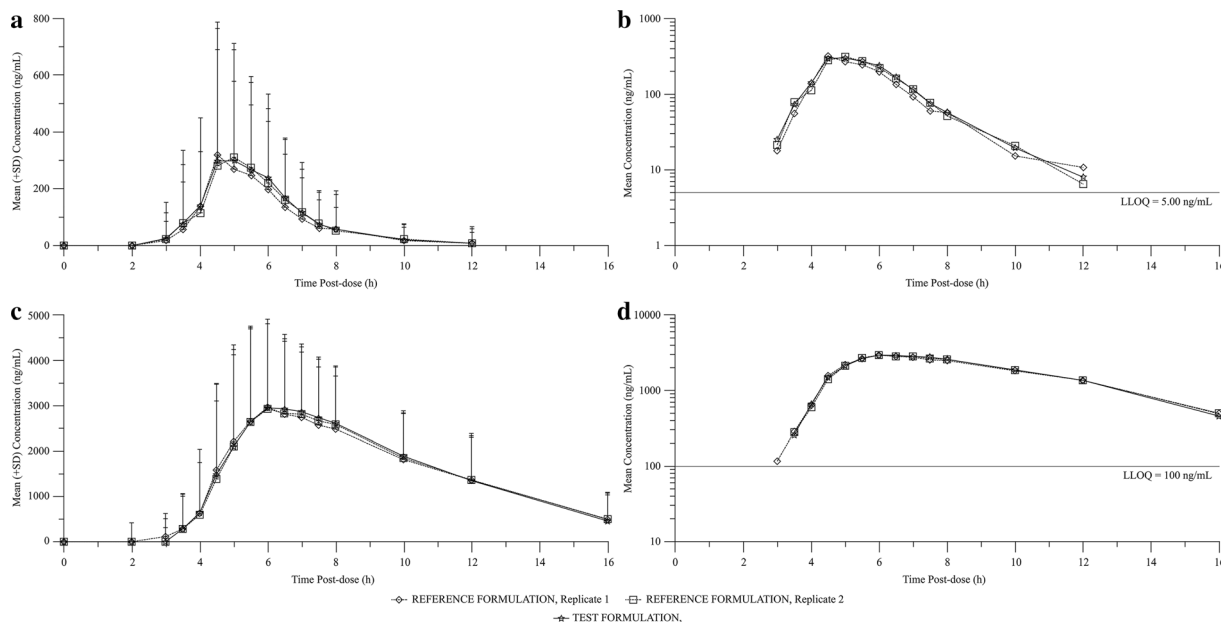 a
800
600
400
200
0
Mean (+SD) Concentration (ng/mL)
0 2 4 6 8 10 12 14 16
Time Post-dose (h)
b
1000
100
10
1
Mean Concentration (ng/mL)
LLOQ = 5.00 ng/mL
0 2 4 6 8 10 12 14 16
Time Post-dose (h)
c
5000
4000
3000
2000
1000
0
Mean (+SD) Concentration (ng/mL)
0 2 4 6 8 10 12 14 16
Time Post-dose (h)
d
10000
1000
100
10
Mean Concentration (ng/mL)
LLOQ = 100 ng/mL
0 2 4 6 8 10 12 14 16
Time Post-dose (h)
REFERENCE FORMULATION, Replicate 1 REFERENCE FORMULATION, Replicate 2
TEST FORMULATION,